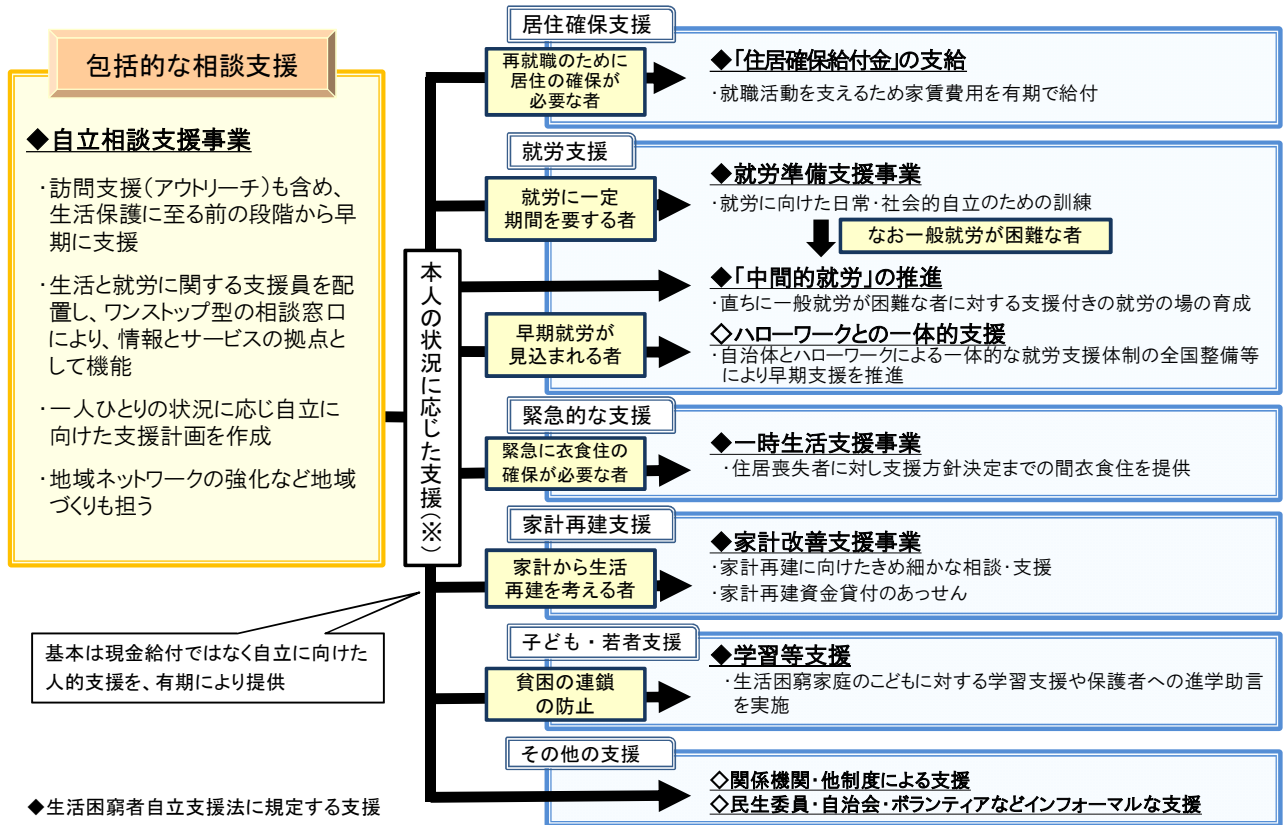 包括的な相談支援
◆自立相談支援事業
・訪問支援(アウトリーチ)も含め、
生活保護に至る前の段階から早
期に支援
・生活と就労に関する支援員を配
置し、ワンストップ型の相談窓口
により、情報とサービスの拠点と
して機能
・一人ひとりの状況に応じ自立に
向けた支援計画を作成
・地域ネットワークの強化など地域
づくりも担う
基本は現金給付ではなく自立に向けた
人的支援を、有期により提供
◆生活困窮者自立支援法に規定する支援
本人の状況に応じた支援(※)
居住確保支援
再就職のために
居住の確保が
必要な者
◆「住居確保給付金」の支給
・就職活動を支えるため家賃費用を有期で給付
就労支援
就労に一定
期間を要する者
◆就労準備支援事業
・就労に向けた日常・社会的自立のための訓練
なお一般就労が困難な者
◆「中間的就労」の推進
・直ちに一般就労が困難な者に対する支援付きの就労の場の育成
早期就労が
見込まれる者
◇ハローワークとの一体的支援
・自治体とハローワークによる一体的な就労支援体制の全国整備等
により早期支援を推進
緊急的な支援
緊急に衣食住の
確保が必要な者
◆一時生活支援事業
・住居喪失者に対し支援方針決定までの間衣食住を提供
家計再建支援
家計から生活
再建を考える者
◆家計改善支援事業
・家計再建に向けたきめ細かな相談・支援
・家計再建資金貸付のあっせん
子ども・若者支援
貧困の連鎖
の防止
◆学習等支援
・生活困窮家庭のこどもに対する学習支援や保護者への進学助言
を実施
その他の支援
◇関係機関・他制度による支援
◇民生委員・自治会・ボランティアなどインフォーマルな支援